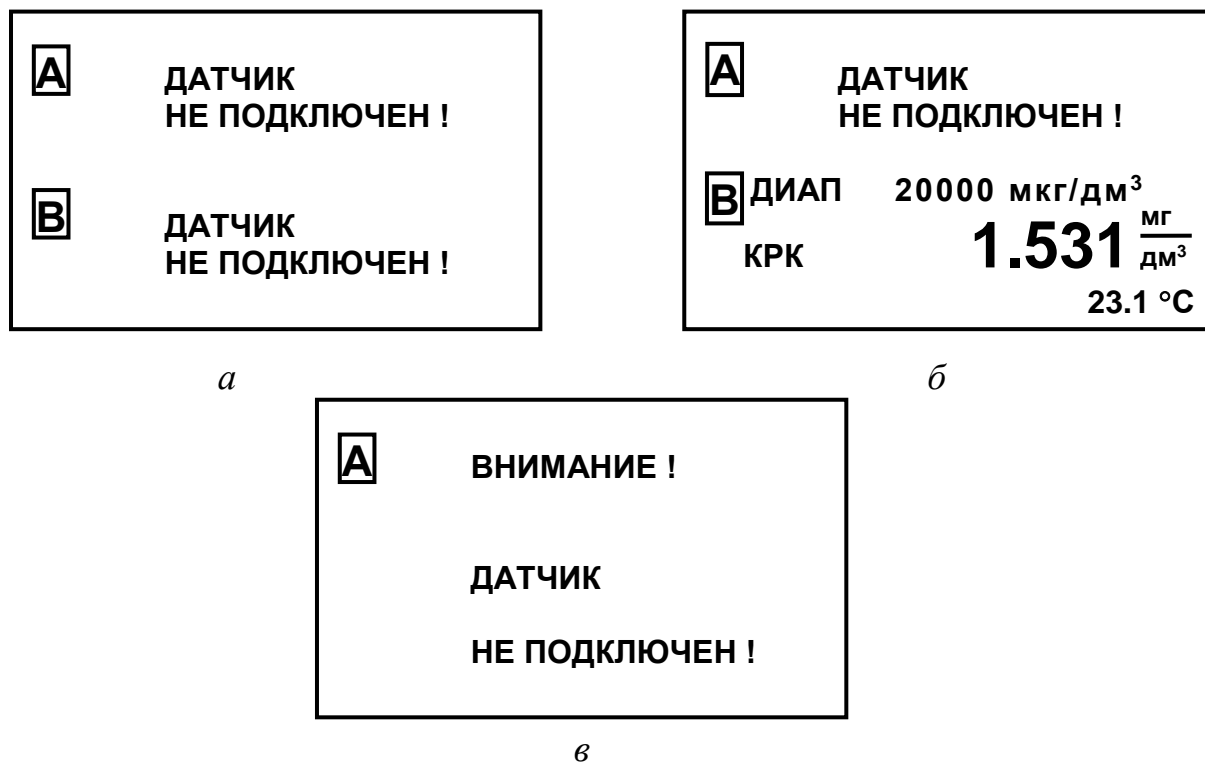 А
ДАТЧИК
НЕ ПОДКЛЮЧЕН !
В
ДАТЧИК
НЕ ПОДКЛЮЧЕН !
а
А
ДАТЧИК
НЕ ПОДКЛЮЧЕН !
В
ДИАП 20000 мкг/дм³
КРК 1.531 мг/дм³
23.1 °С
б
А
ВНИМАНИЕ !
ДАТЧИК
НЕ ПОДКЛЮЧЕН !
в